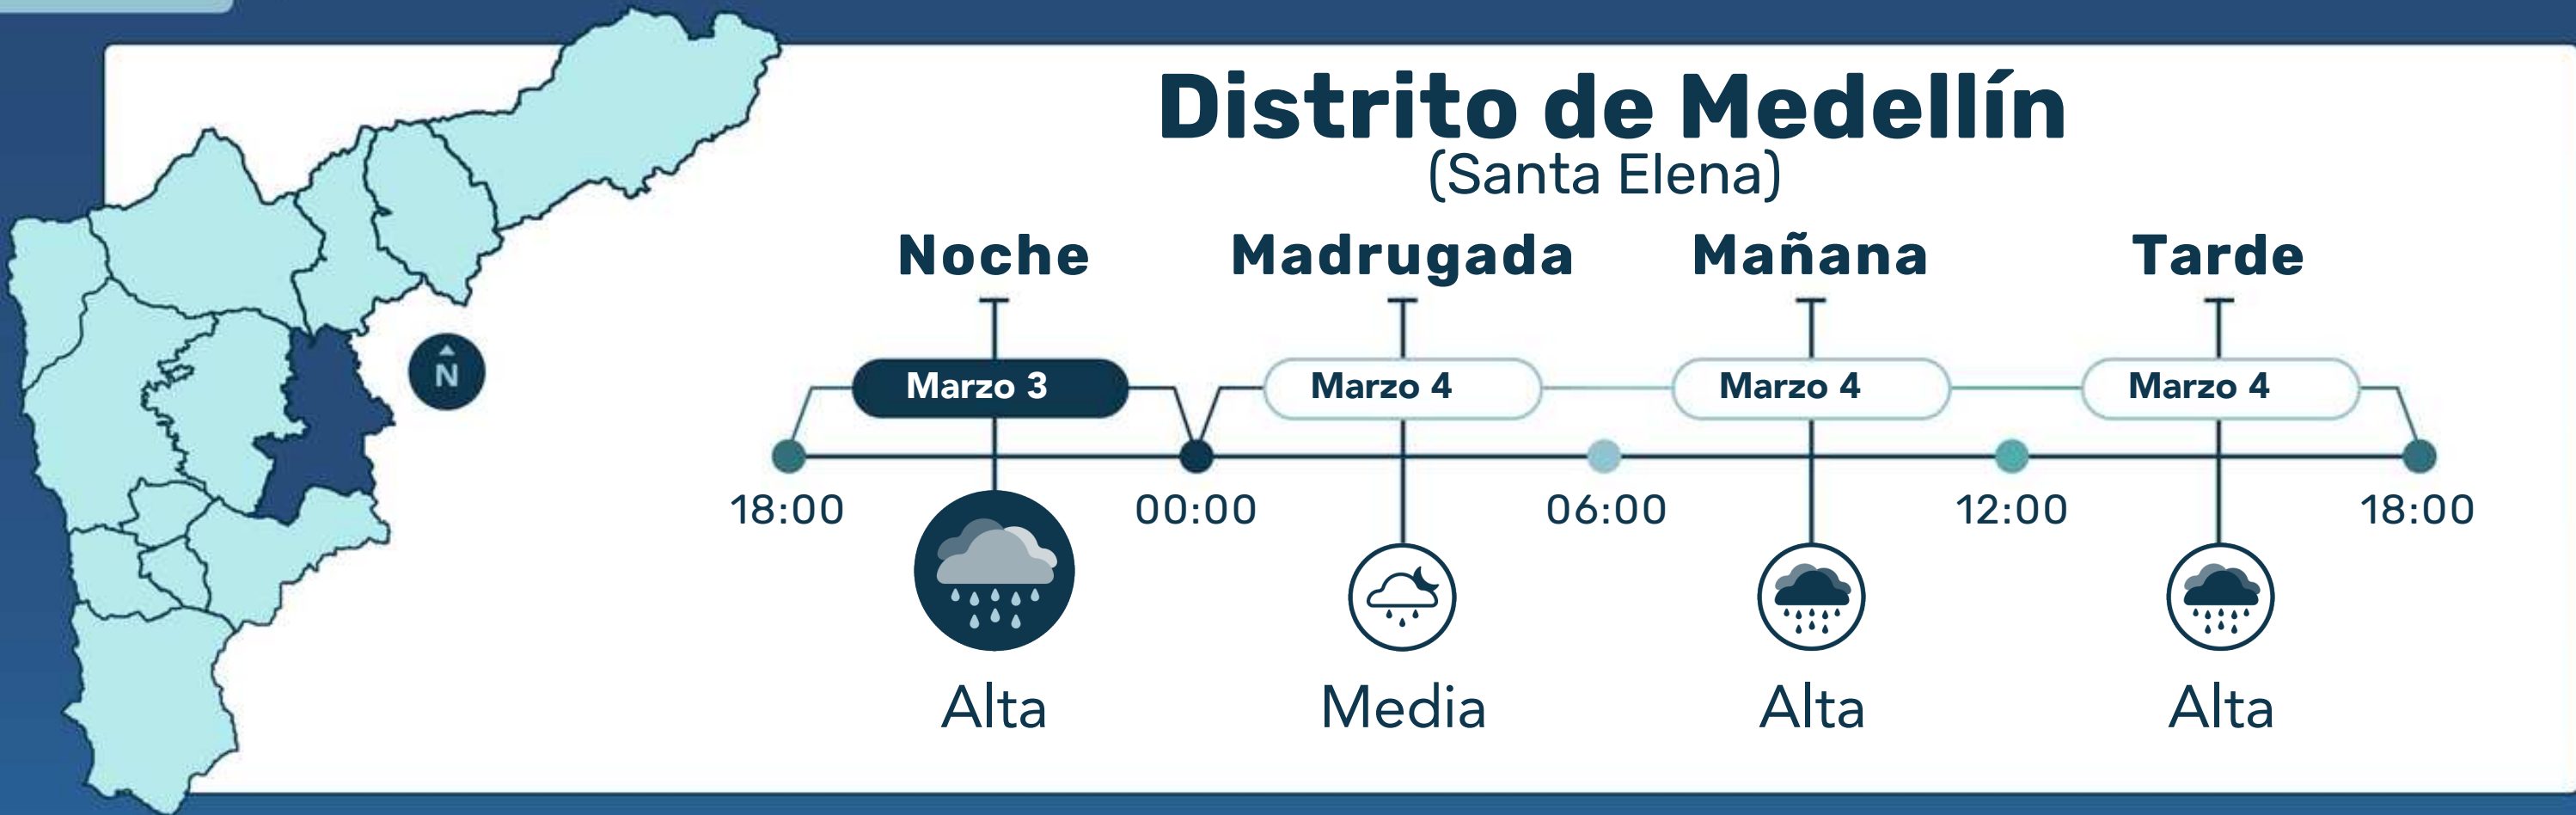 Distrito de Medellín
(Santa Elena)
Noche Madrugada Mañana Tarde
N
Marzo 3 Marzo 4 Marzo 4 Marzo 4
18:00 00:00 06:00 12:00 18:00
Alta Media Alta Alta